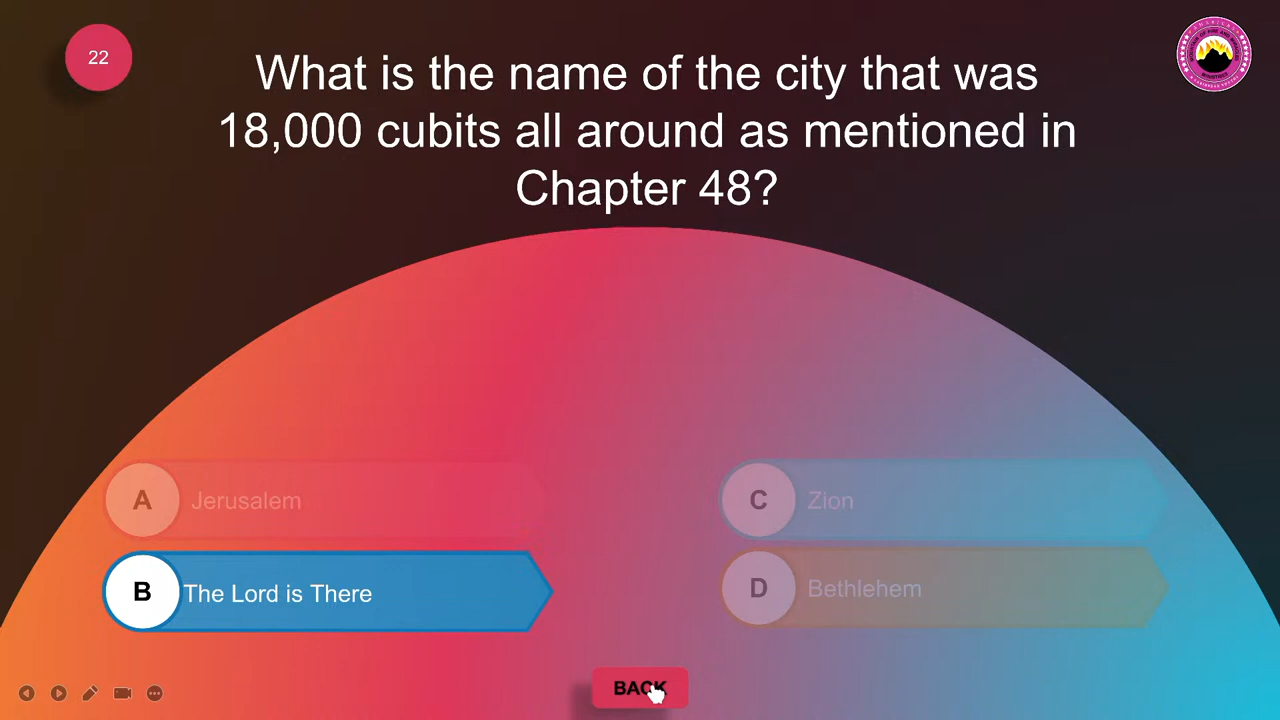 22
What is the name of the city that was
18,000 cubits all around as mentioned in
Chapter 48?
A Jerusalem
B The Lord is There
C Zion
D Bethlehem
BACK